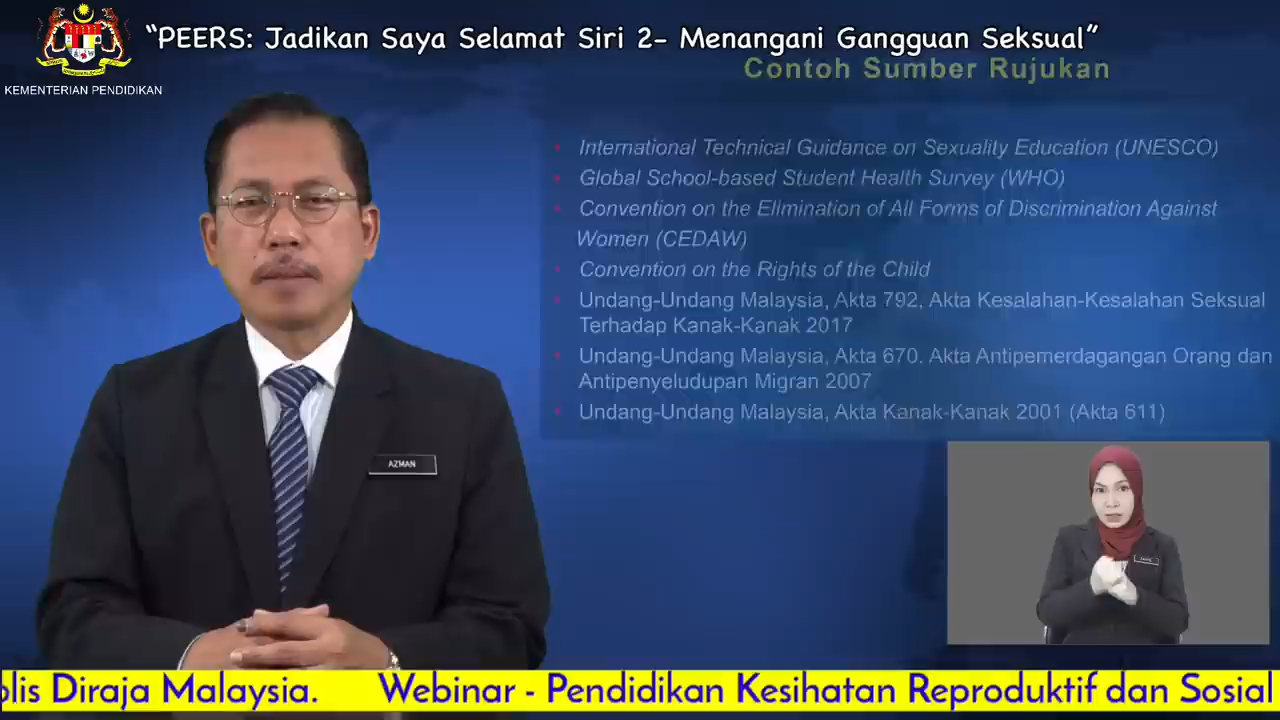 “PEERS: Jadikan Saya Selamat Siri 2- Menangani Gangguan Seksual”
KEMENTERIAN PENDIDIKAN
Contoh Sumber Rujukan
International Technical Guidance on Sexuality Education (UNESCO)
Global School-based Student Health Survey (WHO)
Convention on the Elimination of All Forms of Discrimination Against
Women (CEDAW)
Convention on the Rights of the Child
Undang-Undang Malaysia, Akta 792, Akta Kesalahan-Kesalahan Seksual
Terhadap Kanak-Kanak 2017
Undang-Undang Malaysia, Akta 670. Akta Antipemerdagangan Orang dan
Antipenyeludupan Migran 2007
Undang-Undang Malaysia, Akta Kanak-Kanak 2001 (Akta 611)
AZMAN
olis Diraja Malaysia. Webinar - Pendidikan Kesihatan Reproduktif dan Sosial